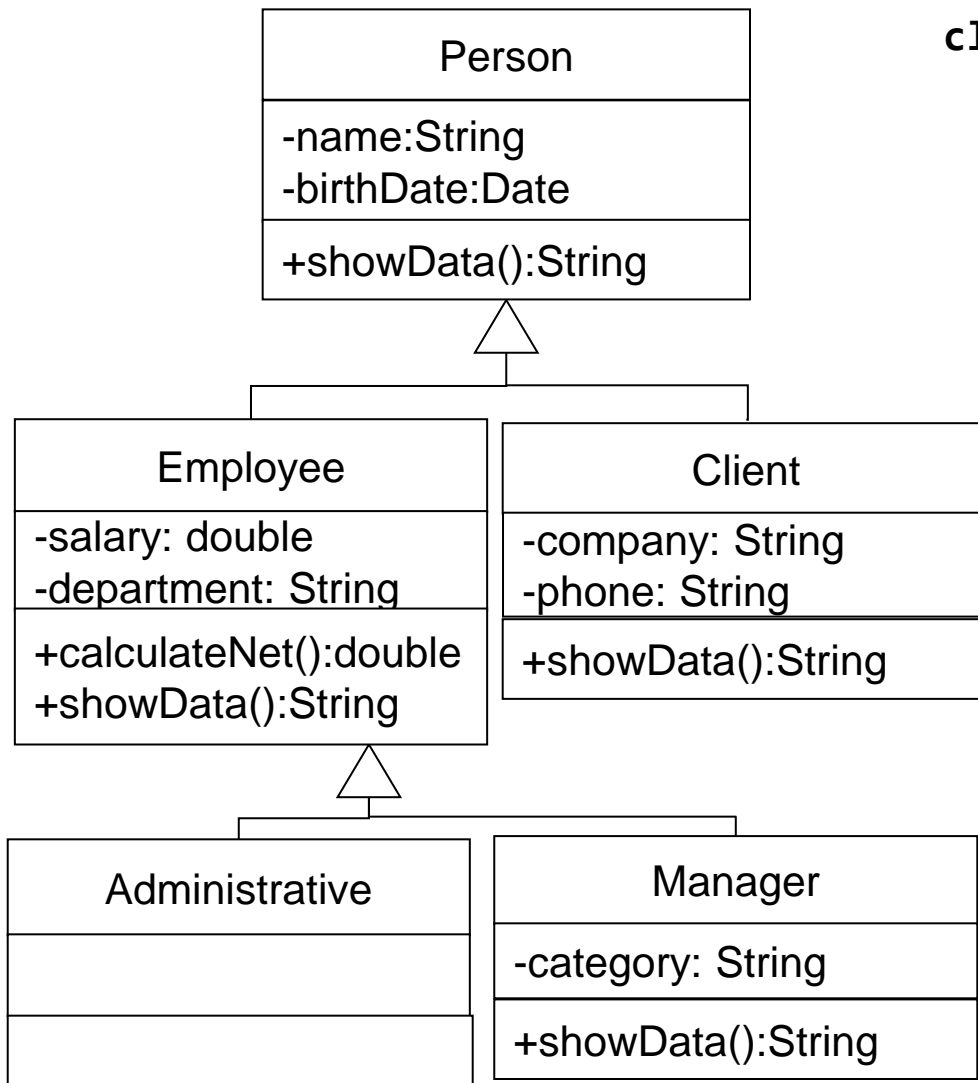 Person
-name:String
-birthDate:Date
+showData():String
Employee
-salary: double
-department: String
+calculateNet():double
+showData():String
Client
-company: String
-phone: String
+showData():String
Administrative
Manager
-category: String
+showData():String